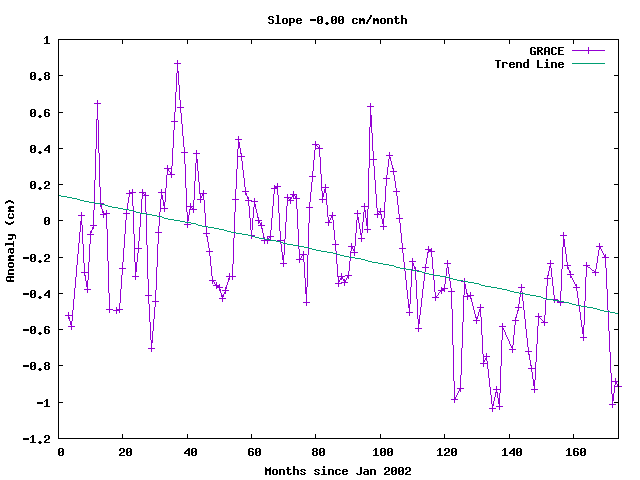 Slope -0.00 cm/month
GRACE
Trend Line
1
0.8
0.6
0.4
0.2
0
-0.2
-0.4
-0.6
-0.8
-1
-1.2
Anomaly (cm)
0 20 40 60 80 100 120 140 160
Months since Jan 2002